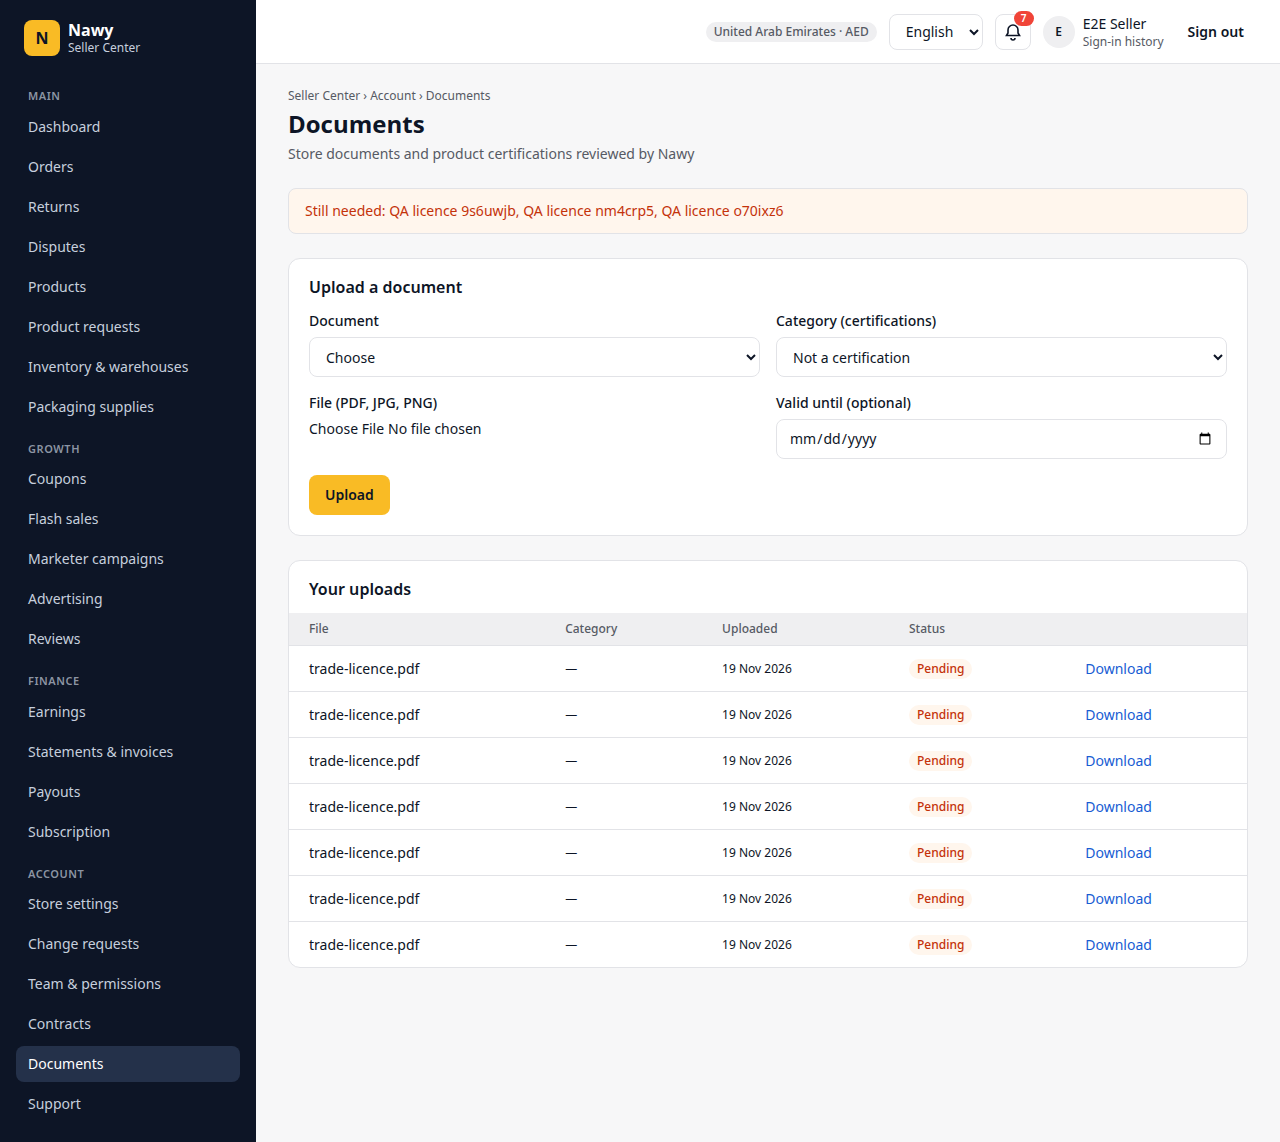 N
Nawy
Seller Center
MAIN
Dashboard
Orders
Returns
Disputes
Products
Product requests
Inventory & warehouses
Packaging supplies
GROWTH
Coupons
Flash sales
Marketer campaigns
Advertising
Reviews
FINANCE
Earnings
Statements & invoices
Payouts
Subscription
ACCOUNT
Store settings
Change requests
Team & permissions
Contracts
Documents
Support
United Arab Emirates · AED
English
7
E
E2E Seller
Sign-in history
Sign out
Seller Center › Account › Documents
Documents
Store documents and product certifications reviewed by Nawy
Still needed: QA licence 9s6uwjb, QA licence nm4crp5, QA licence o70ixz6
Upload a document
Document
Category (certifications)
Choose
Not a certification
File (PDF, JPG, PNG)
Valid until (optional)
Choose File No file chosen
mm/dd/yyyy
Upload
Your uploads
File Category Uploaded Status
trade-licence.pdf — 19 Nov 2026 Pending Download
trade-licence.pdf — 19 Nov 2026 Pending Download
trade-licence.pdf — 19 Nov 2026 Pending Download
trade-licence.pdf — 19 Nov 2026 Pending Download
trade-licence.pdf — 19 Nov 2026 Pending Download
trade-licence.pdf — 19 Nov 2026 Pending Download
trade-licence.pdf — 19 Nov 2026 Pending Download